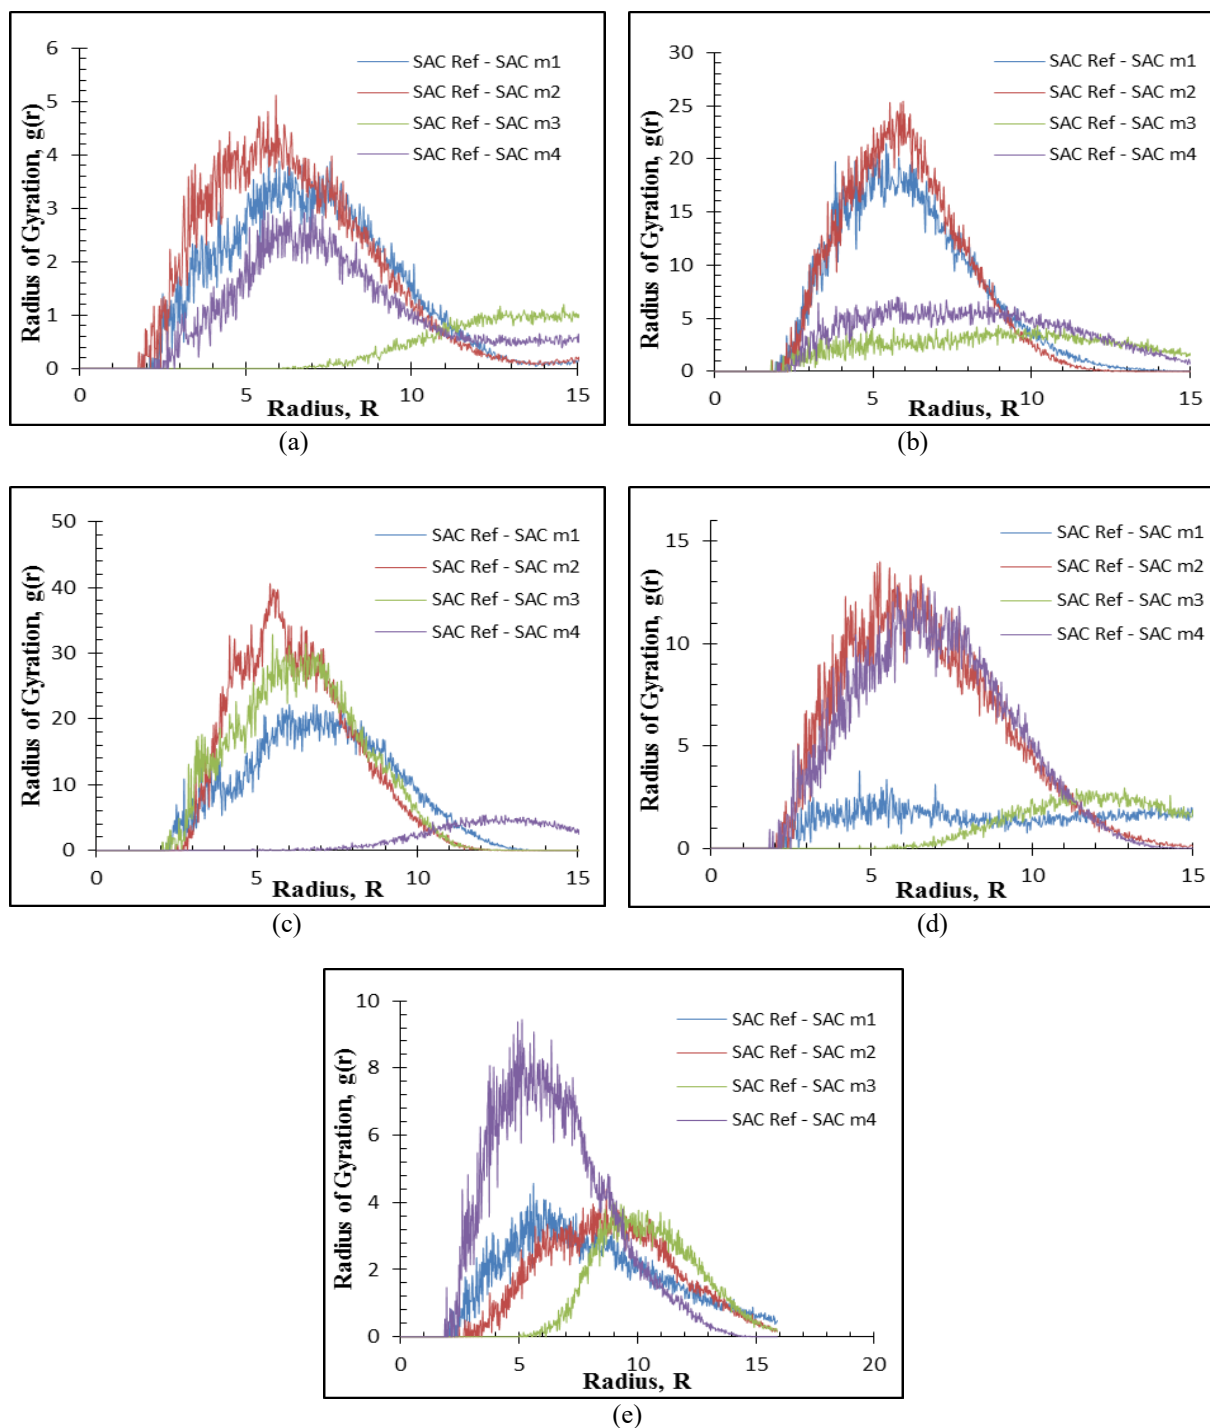 6
5
4
3
2
1
0
0
5
10
15
Radius of Gyration, g(r)
Radius, R
SAC Ref - SAC m1
SAC Ref - SAC m2
SAC Ref - SAC m3
SAC Ref - SAC m4
(a)
30
25
20
15
10
5
0
0
5
10
15
Radius of Gyration, g(r)
Radius, R
SAC Ref - SAC m1
SAC Ref - SAC m2
SAC Ref - SAC m3
SAC Ref - SAC m4
(b)
50
40
30
20
10
0
0
5
10
15
Radius of Gyration, g(r)
Radius, R
SAC Ref - SAC m1
SAC Ref - SAC m2
SAC Ref - SAC m3
SAC Ref - SAC m4
(c)
15
10
5
0
0
5
10
15
Radius of Gyration, g(r)
Radius, R
SAC Ref - SAC m1
SAC Ref - SAC m2
SAC Ref - SAC m3
SAC Ref - SAC m4
(d)
10
8
6
4
2
0
0
5
10
15
20
Radius of Gyration, g(r)
Radius, R
SAC Ref - SAC m1
SAC Ref - SAC m2
SAC Ref - SAC m3
SAC Ref - SAC m4
(e)